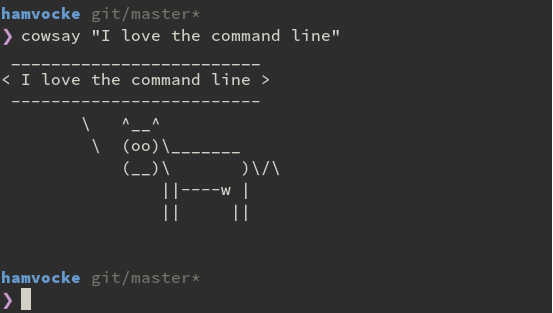 hamvocke git/master*
❯ cowsay "I love the command line"
 _________________________
< I love the command line >
 -------------------------
        \   ^__^
         \  (oo)\_______
            (__)\       )\/\
                ||----w |
                ||     ||
hamvocke git/master*
❯